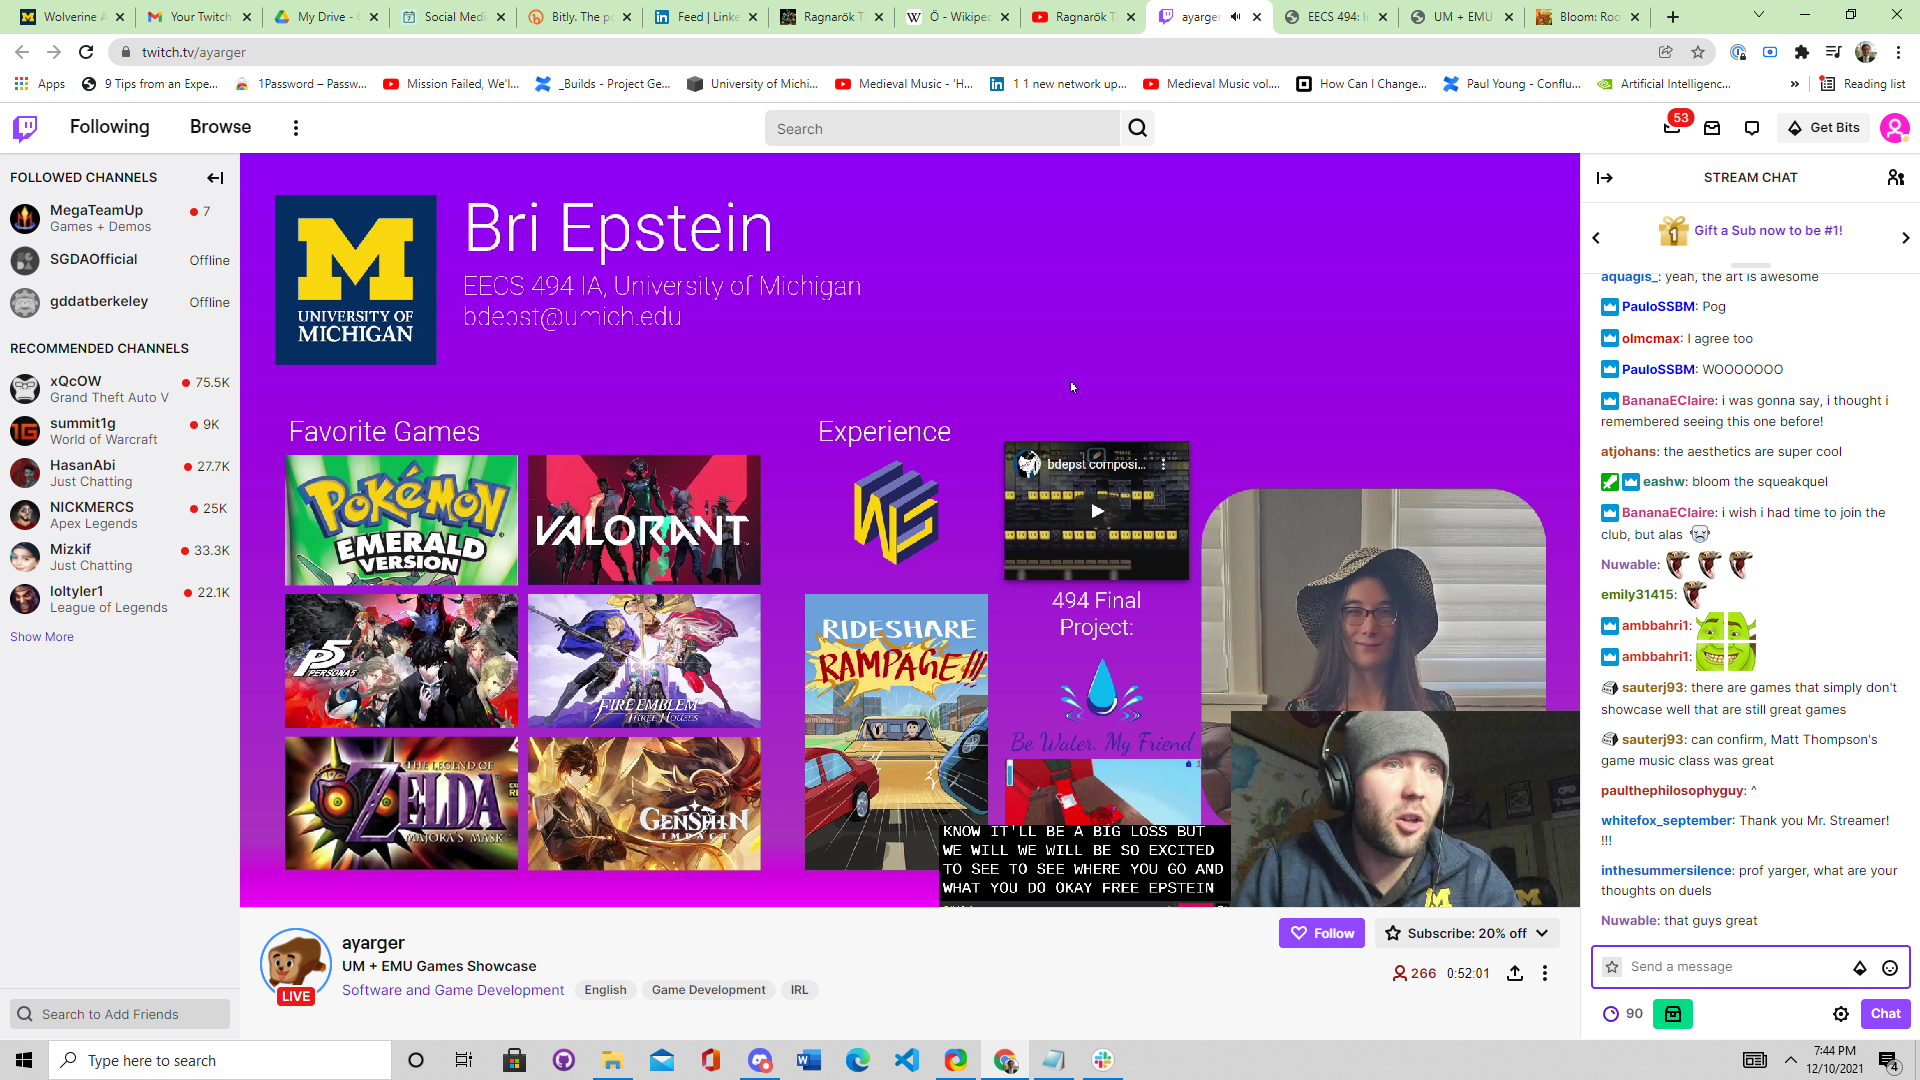 Wolverine A
Your Twitch
My Drive - G
Social Medi
Bitly. The p
Feed | Linke
Ragnarök T
Ö - Wikipe
Ragnarök T
ayarger
EECS 494: In
UM + EMU
Bloom: Roo
twitch.tv/ayarger
Apps
9 Tips from an Expe...
1Password – Passw...
Mission Failed, We'l...
_Builds - Project Ge...
University of Michi...
Medieval Music - 'H...
1 1 new network up...
Medieval Music vol....
How Can I Change...
Paul Young - Conflu...
Artificial Intelligenc...
»
Reading list
Following
Browse
Search
53
Get Bits
FOLLOWED CHANNELS
MegaTeamUp
7
Games + Demos
SGDAOfficial
Offline
gddatberkeley
Offline
RECOMMENDED CHANNELS
xQcOW
75.5K
Grand Theft Auto V
summit1g
9K
World of Warcraft
HasanAbi
27.7K
Just Chatting
NICKMERCS
25K
Apex Legends
Mizkif
33.3K
Just Chatting
loltyler1
22.1K
League of Legends
Show More
Search to Add Friends
M
UNIVERSITY OF
MICHIGAN
Bri Epstein
EECS 494 IA, University of Michigan
bdepst@umich.edu
Favorite Games
POKéMON
EMERALD
VERSION
VALORANT
P5
PERSONA5
FIRE EMBLEM
THREE HOUSES
THE LEGEND OF
ZELDA
MAJORA'S MASK
GENSHIN
IMPACT
Experience
bdepst composi...
RIDESHARE
RAMPAGE!!!
494 Final
Project:
Be Water, My Friend
KNOW IT'LL BE A BIG LOSS BUT
WE WILL WE WILL BE SO EXCITED
TO SEE TO SEE WHERE YOU GO AND
WHAT YOU DO OKAY FREE EPSTEIN
ayarger
UM + EMU Games Showcase
Software and Game Development
English
Game Development
IRL
LIVE
Follow
Subscribe: 20% off
266
0:52:01
STREAM CHAT
1
Gift a Sub now to be #1!
aquagis_: yeah, the art is awesome
PauloSSBM: Pog
olmcmax: I agree too
PauloSSBM: WOOOOOOO
BananaEClaire: i was gonna say, i thought i
remembered seeing this one before!
atjohans: the aesthetics are super cool
eashw: bloom the squeakquel
BananaEClaire: i wish i had time to join the
club, but alas
Nuwable:
emily31415:
ambbahri1:
ambbahri1:
sauterj93: there are games that simply don't
showcase well that are still great games
sauterj93: can confirm, Matt Thompson's
game music class was great
paulthephilosophyguy: ^
whitefox_september: Thank you Mr. Streamer!
!!!
inthesummersilence: prof yarger, what are your
thoughts on duels
Nuwable: that guys great
Send a message
90
Chat
Type here to search
7:44 PM
12/10/2021
4